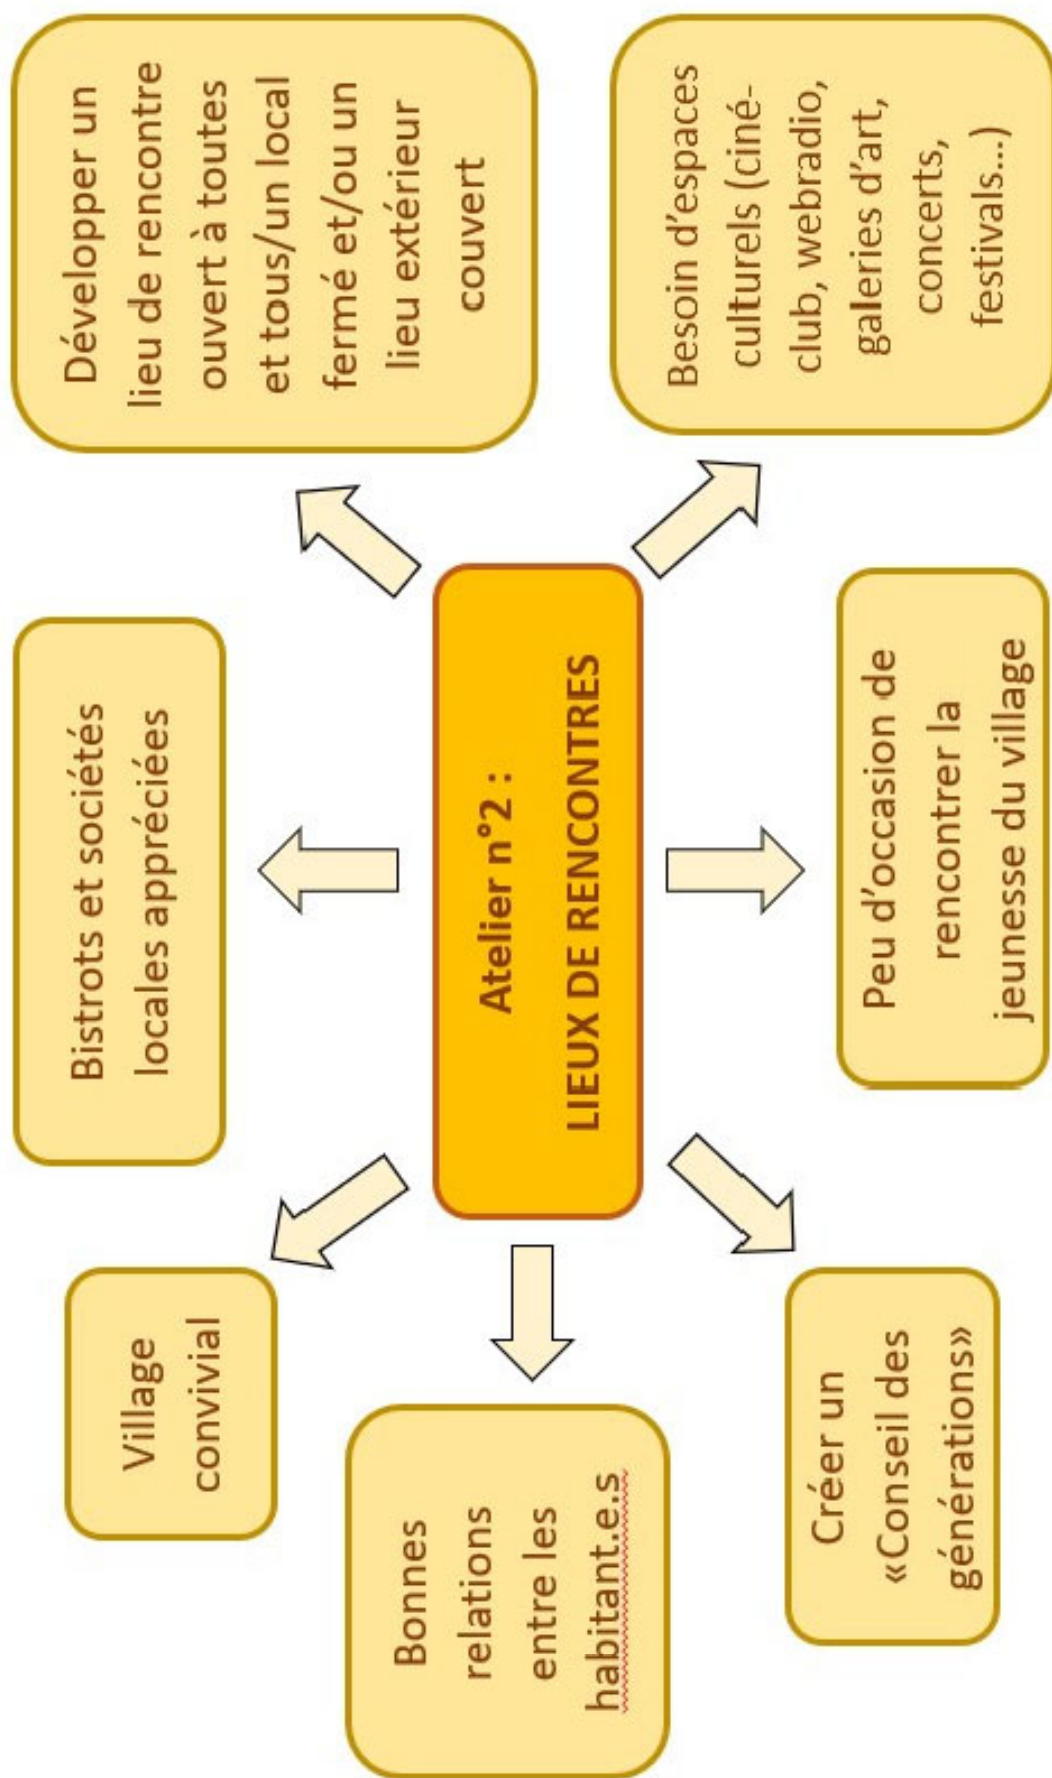 Village
convivial
Bistrots et sociétés
locales appréciées
Développer un
lieu de rencontre
ouvert à toutes
et tous/un local
fermé et/ou un
lieu extérieur
couvert
Bonnes
relations
entre les
habitant.e.s
Atelier n°2 :
LIEUX DE RENCONTRES
Créer un
«Conseil des
générations»
Peu d'occasion de
rencontrer la
jeunesse du village
Besoin d'espaces
culturels (ciné-
club, webradio,
galeries d'art,
concerts,
festivals...)